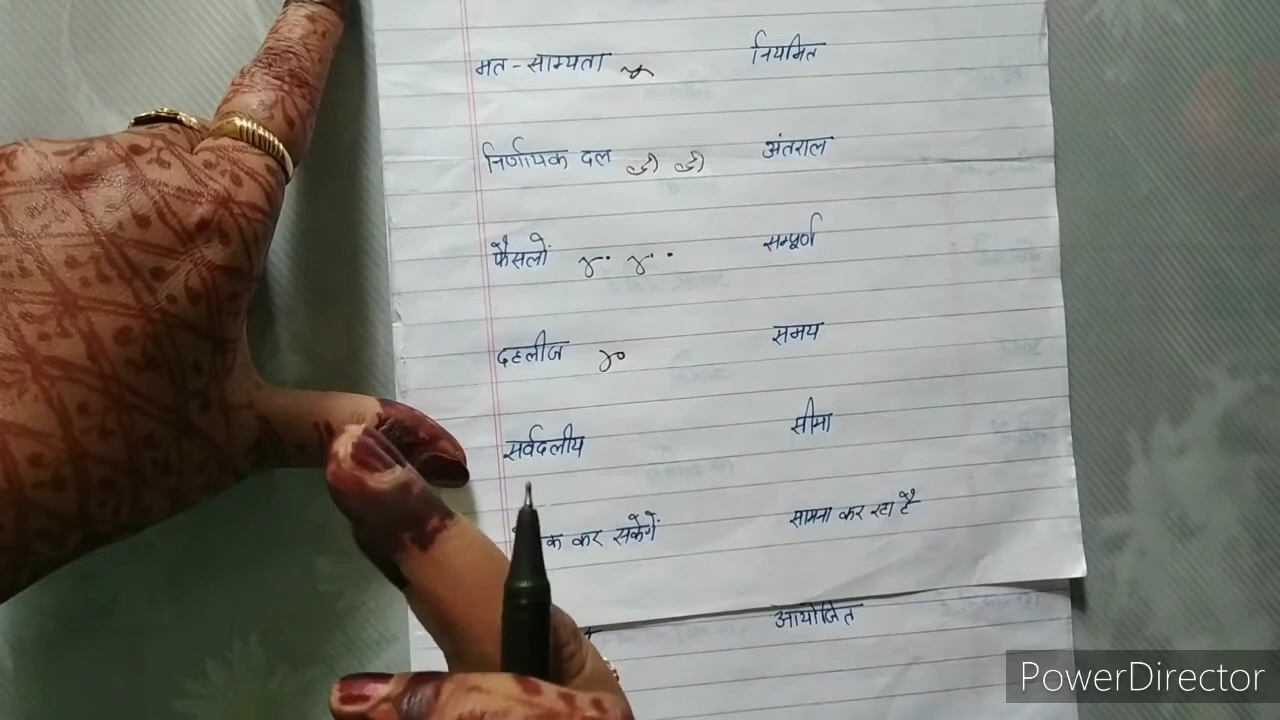 मत-साम्यता नियमित
निर्णायक दल अंतराल
फैसलों सम्पूर्ण
दहलीज समय
सर्वदलीय सीमा
कर सकेगें सामना कर रहा है
आयोजित
PowerDirector